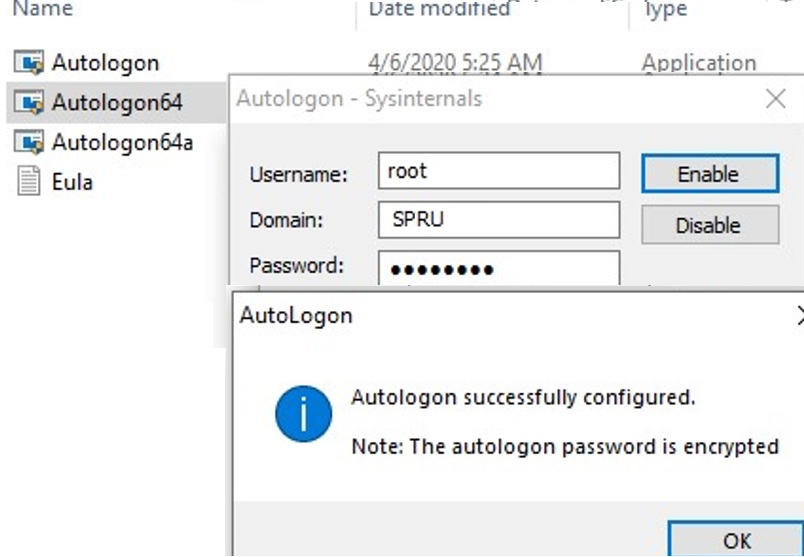 Name Date modified Type
Autologon 4/6/2020 5:25 AM Application
Autologon64
Autologon64a
Eula
Autologon - Sysinternals
Username: root Enable
Domain: SPRU Disable
Password: ●●●●●●●●
AutoLogon
Autologon successfully configured.
Note: The autologon password is encrypted
OK